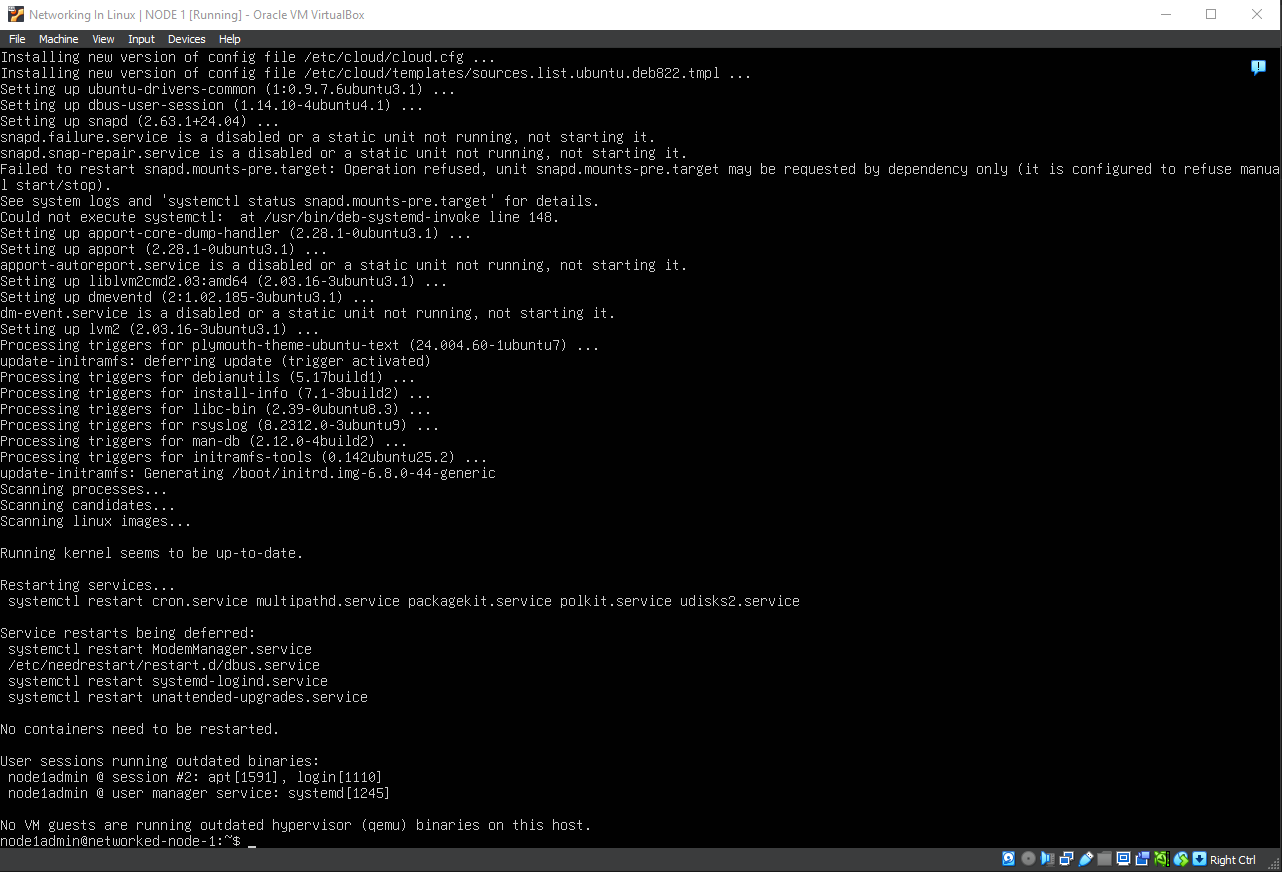 Networking In Linux | NODE 1 [Running] - Oracle VM VirtualBox
File Machine View Input Devices Help
Installing new version of config file /etc/cloud/cloud.cfg ...
Installing new version of config file /etc/cloud/templates/sources.list.ubuntu.deb822.tmpl ...
Setting up ubuntu-drivers-common (1:0.9.7.6ubuntu3.1) ...
Setting up dbus-user-session (1.14.10-4ubuntu4.1) ...
Setting up snapd (2.63.1+24.04) ...
snapd.failure.service is a disabled or a static unit not running, not starting it.
snapd.snap-repair.service is a disabled or a static unit not running, not starting it.
Failed to restart snapd.mounts-pre.target: Operation refused, unit snapd.mounts-pre.target may be requested by dependency only (it is configured to refuse manua
l start/stop).
See system logs and 'systemctl status snapd.mounts-pre.target' for details.
Could not execute systemctl:  at /usr/bin/deb-systemd-invoke line 148.
Setting up apport-core-dump-handler (2.28.1-0ubuntu3.1) ...
Setting up apport (2.28.1-0ubuntu3.1) ...
apport-autoreport.service is a disabled or a static unit not running, not starting it.
Setting up liblvm2cmd2.03:amd64 (2.03.16-3ubuntu3.1) ...
Setting up dmeventd (2:1.02.185-3ubuntu3.1) ...
dm-event.service is a disabled or a static unit not running, not starting it.
Setting up lvm2 (2.03.16-3ubuntu3.1) ...
Processing triggers for plymouth-theme-ubuntu-text (24.004.60-1ubuntu7) ...
update-initramfs: deferring update (trigger activated)
Processing triggers for debianutils (5.17build1) ...
Processing triggers for install-info (7.1-3build2) ...
Processing triggers for libc-bin (2.39-0ubuntu8.3) ...
Processing triggers for rsyslog (8.2312.0-3ubuntu9) ...
Processing triggers for man-db (2.12.0-4build2) ...
Processing triggers for initramfs-tools (0.142ubuntu25.2) ...
update-initramfs: Generating /boot/initrd.img-6.8.0-44-generic
Scanning processes...
Scanning candidates...
Scanning linux images...
Running kernel seems to be up-to-date.
Restarting services...
systemctl restart cron.service multipathd.service packagekit.service polkit.service udisks2.service
Service restarts being deferred:
systemctl restart ModemManager.service
/etc/needrestart/restart.d/dbus.service
systemctl restart systemd-logind.service
systemctl restart unattended-upgrades.service
No containers need to be restarted.
User sessions running outdated binaries:
node1admin @ session #2: apt[1591], login[1110]
node1admin @ user manager service: systemd[1245]
No VM guests are running outdated hypervisor (qemu) binaries on this host.
node1admin@networked-node-1:~$ _
Right Ctrl